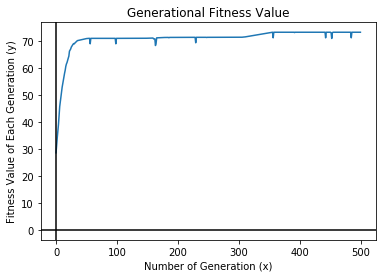 Generational Fitness Value
Fitness Value of Each Generation (y)
70
60
50
40
30
20
10
0
0 100 200 300 400 500
Number of Generation (x)